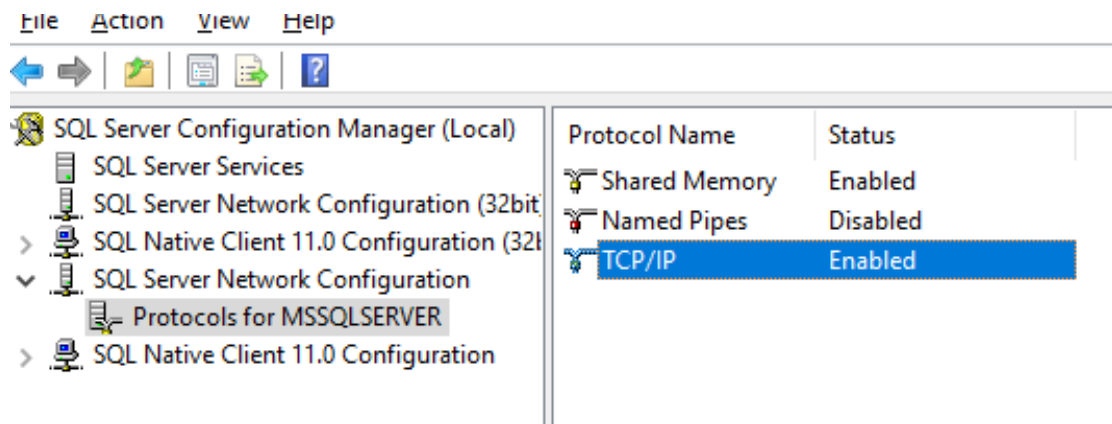 File Action View Help
SQL Server Configuration Manager (Local)
SQL Server Services
SQL Server Network Configuration (32bit
SQL Native Client 11.0 Configuration (32b
SQL Server Network Configuration
Protocols for MSSQLSERVER
SQL Native Client 11.0 Configuration
Protocol Name Status
Shared Memory Enabled
Named Pipes Disabled
TCP/IP Enabled